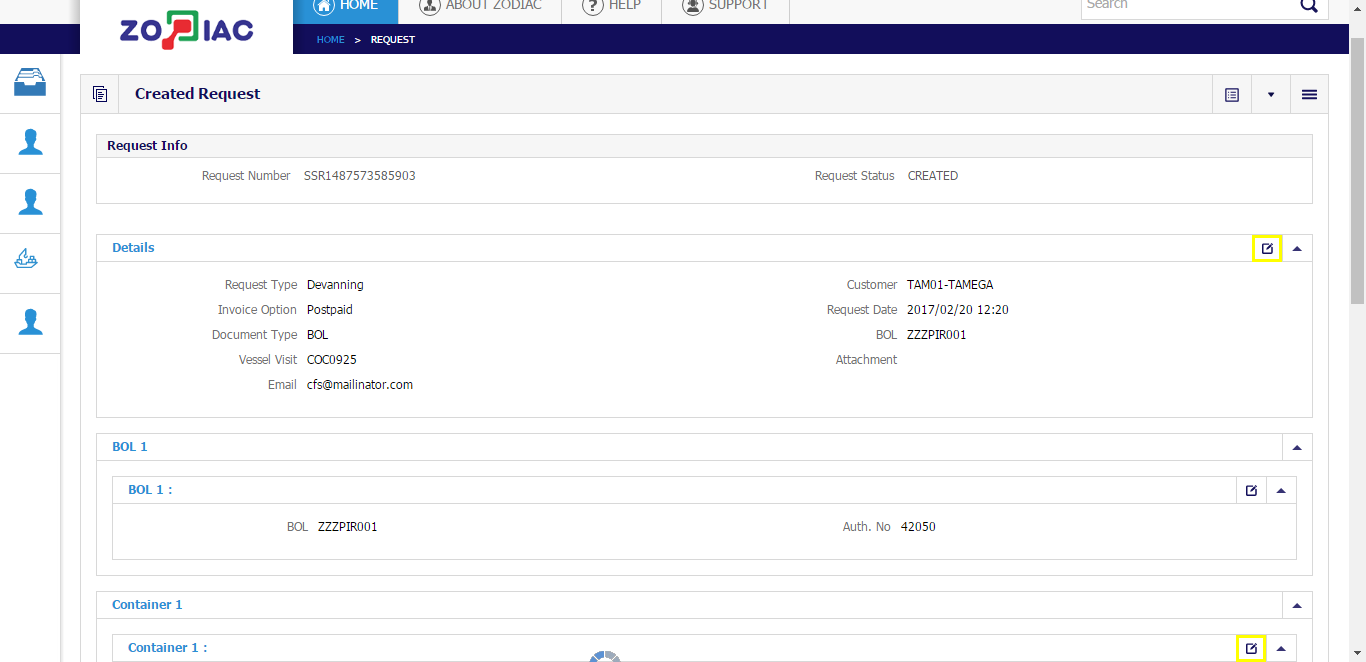 HOME ABOUT ZODIAC HELP SUPPORT Search
ZODIAC
HOME > REQUEST
Created Request
Request Info
Request Number SSR1487573585903 Request Status CREATED
Details
Request Type Devanning Customer TAM01-TAMEGA
Invoice Option Postpaid Request Date 2017/02/20 12:20
Document Type BOL BOL ZZZPIR001
Vessel Visit COC0925 Attachment
Email cfs@mailinator.com
BOL 1
BOL 1 :
BOL ZZZPIR001 Auth. No 42050
Container 1
Container 1 :